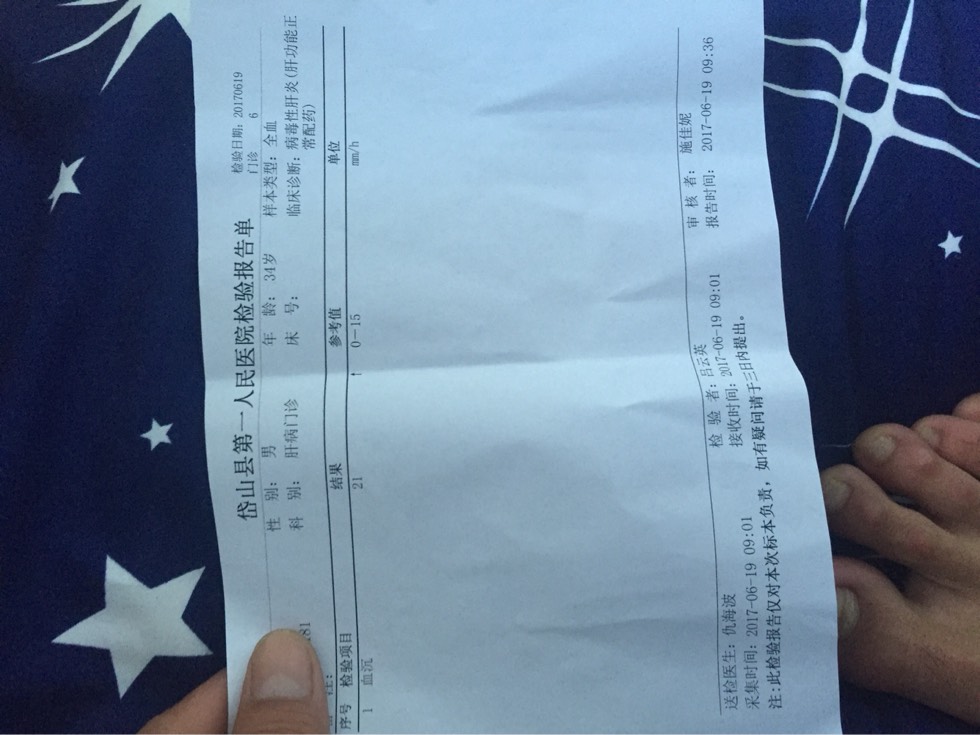 岱山县第一人民医院检验报告单
检验日期: 20170619
门诊 6
性 别: 男 年 龄: 34岁 样本类型: 全血
科 别: 肝病门诊 床 号: 临床诊断: 病毒性肝炎(肝功能正
常配药)
序号 检验项目 结果 参考值 单位
1 血沉 21 ↑ 0-15 mm/h
送检医生: 仇海波 检 验 者: 吕云英 审 核 者: 施佳妮
采集时间: 2017-06-19 09:01 接收时间: 2017-06-19 09:01 报告时间: 2017-06-19 09:36
注:此检验报告仅对本次标本负责, 如有疑问请于三日内提出。